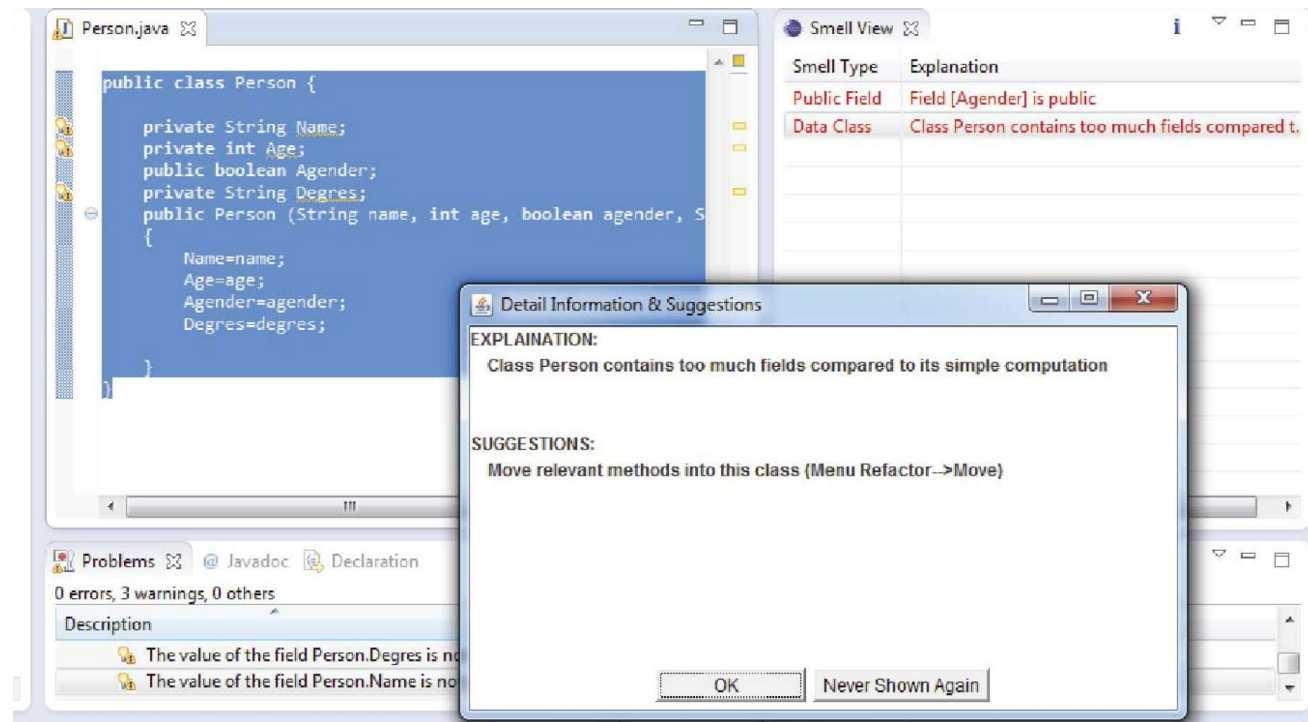 Person.java
public class Person {
private String Name;
private int Age;
public boolean Agender;
private String Degres;
public Person (String name, int age, boolean agender, S
{
Name=name;
Age=age;
Agender=agender;
Degres=degres;
}
}
Smell View
Smell Type Explanation
Public Field Field [Agender] is public
Data Class Class Person contains too much fields compared t.
Detail Information & Suggestions
EXPLAINATION:
Class Person contains too much fields compared to its simple computation
SUGGESTIONS:
Move relevant methods into this class (Menu Refactor-->Move)
OK Never Shown Again
Problems @ Javadoc Declaration
0 errors, 3 warnings, 0 others
Description
The value of the field Person.Degres is no
The value of the field Person.Name is no